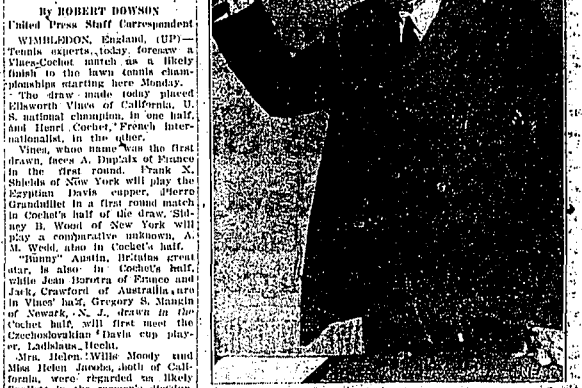 By ROBERT DOWSON
United Press Staff Correspondent
WIMBLEDON, England, (UP)—
Tennis experts, today, foresaw a
Vines-Cochet match as a likely
finish to the lawn tennis cham-
pionships starting here Monday.
The draw made today placed
Ellsworth Vines of California, U.
S. national champion, in one half,
and Henri Cochet, French inter-
nationalist, in the other.
Vines, whose name was the first
drawn, faces A. Duplaix of France
in the first round. Frank X.
Shields of New York will play the
Egyptian Davis cupper, Pierro
Grandguillet in a first round match
in Cochet's half of the draw. Sid-
ney B. Wood of New York will
play a comparative unknown, A.
M. Wedd, also in Cochet's half.
"Bunny" Austin, Britains great
star, is also in Cochet's half,
while Jean Borotra of France and
Jack Crawford of Australia are
in Vines' half. Gregory S. Mangin
of Newark, N. J., drawn in the
Cochet half, will first meet the
Czechoslovakian Davis cup play-
er, Ladislaus Hecht.
Mrs. Helen Wills Moody and
Miss Helen Jacobs, both of Cali-
fornia, were regarded as likely